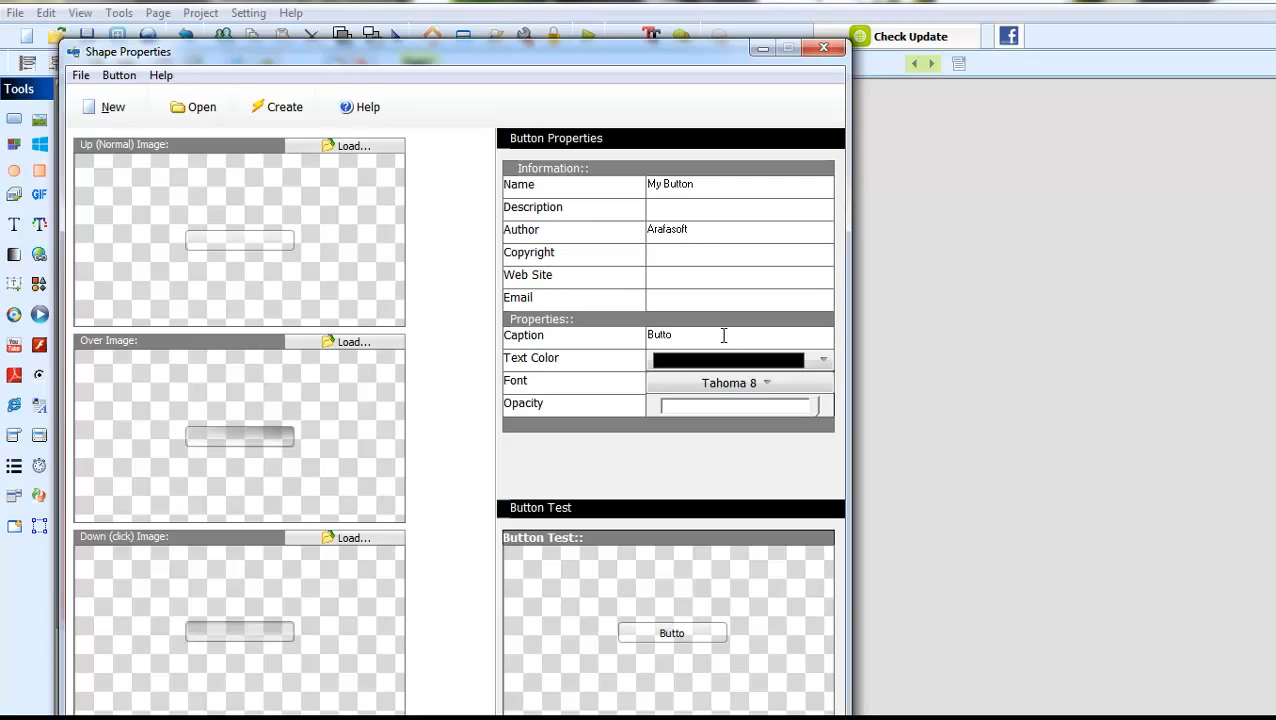 File Edit View Tools Page Project Setting Help
Check Update
Shape Properties
File Button Help
Tools
New Open Create Help
Up (Normal) Image: Load...
Button Properties
Information::
Name My Button
Description
Author Arafasoft
Copyright
Web Site
Email
Properties::
Over Image: Load...
Caption Butto
Text Color
Font Tahoma 8
Opacity
Button Test
Down (click) Image: Load...
Button Test::
Butto
GIF
T
T
You
Tube